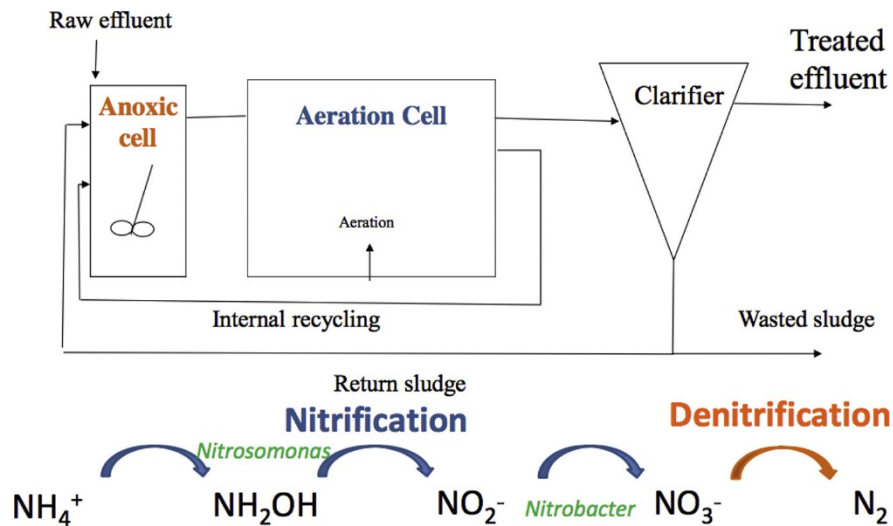 Raw effluent
Treated
effluent
Anoxic
cell
Aeration Cell
Clarifier
Aeration
Internal recycling
Wasted sludge
Return sludge
Nitrification
Denitrification
Nitrosomonas
NH₄⁺ NH₂OH NO₂⁻ Nitrobacter NO₃⁻ N₂